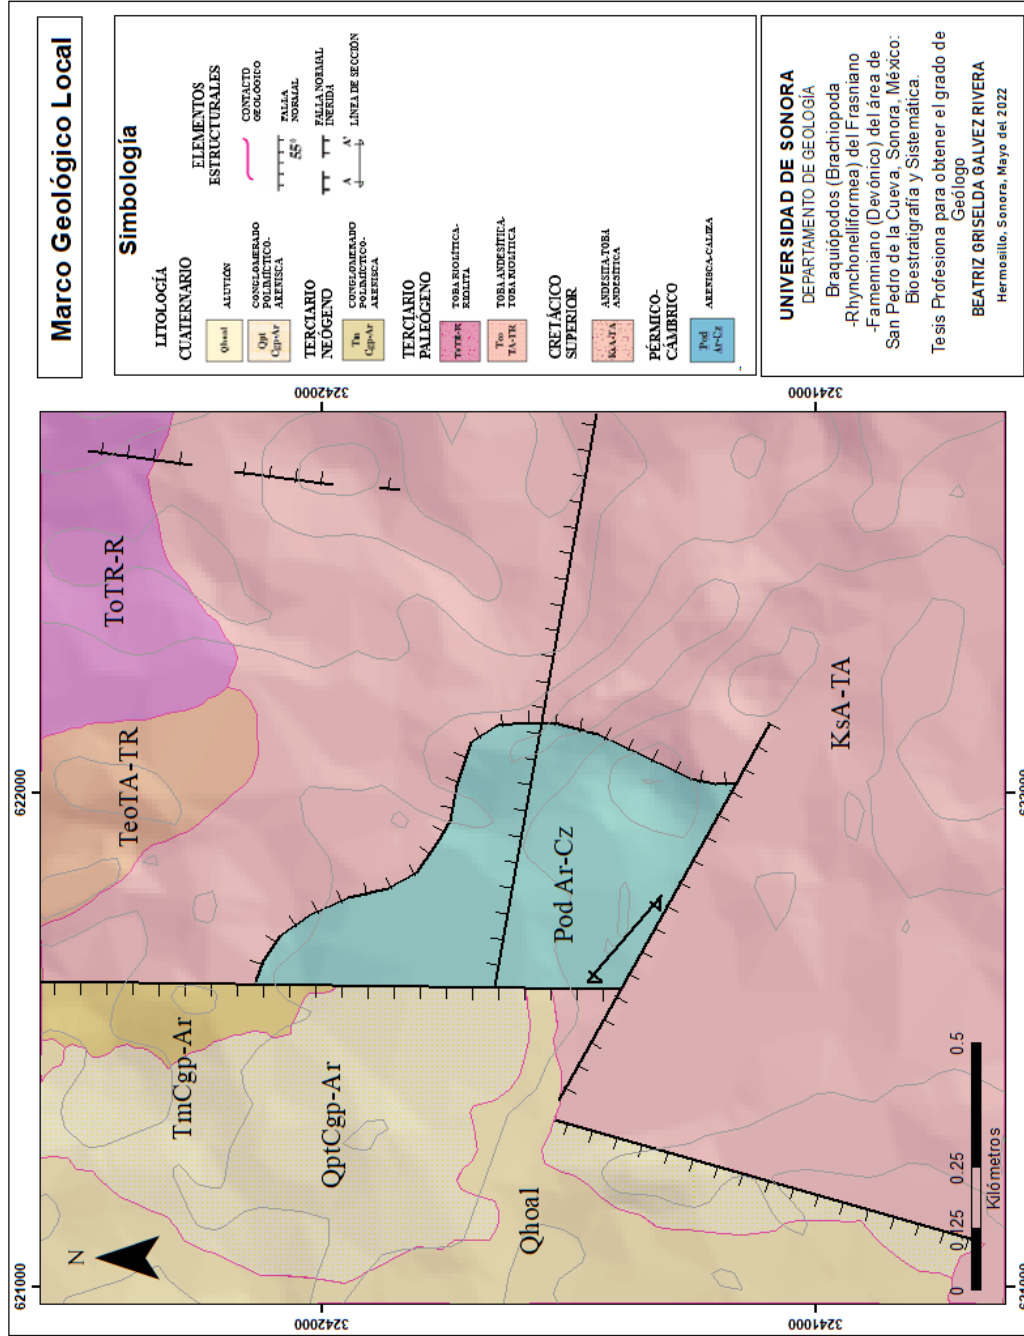 Marco Geológico Local
Simbología
LITOLOGÍA
CUATERNARIO
Qhoal
ALUVIÓN
Qpt
Cgp-Ar
CONGLOMERADO
POLIMÍCTICO-
ARENISCA
TERCIARIO
NEÓGENO
Tm
Cgp-Ar
CONGLOMERADO
POLIMÍCTICO-
ARENISCA
TERCIARIO
PALEÓGENO
ToTR-R
TOBA RIOLÍTICA-
RIOLITA
TA-TR
TOBA ANDESÍTICA-
TOBA RIOLÍTICA
CRETÁCICO
SUPERIOR
KsA-TA
ANDESITA-TOBA
ANDESÍTICA
PÉRMICO-
CÁMBRICO
Pod
Ar-Cz
ARENISCA-CALIZA
ELEMENTOS
ESTRUCTURALES
CONTACTO
GEOLÓGICO
55°
FALLA
NORMAL
FALLA NORMAL
INERIDA
A A'
LINEA DE SECCIÓN
UNIVERSIDAD DE SONORA
DEPARTAMENTO DE GEOLOGÍA
Braquiópodos (Brachiopoda
-Rhynchonelliformea) del Frasniano
-Famenniano (Devónico) del área de
San Pedro de la Cueva, Sonora, México:
Bioestratigrafía y Sistemática.
Tesis Profesiona para obtener el grado de
Geólogo
BEATRIZ GRISELDA GALVEZ RIVERA
Hermosillo, Sonora, Mayo del 2022
621000
622000
3242000
3241000
N
ToTR-R
TeoTA-TR
TmCgp-Ar
QptCgp-Ar
Qhoal
Pod Ar-Cz
KsA-TA
0 0.125 0.25 0.5
Kilómetros
3242000
3241000
621000
622000